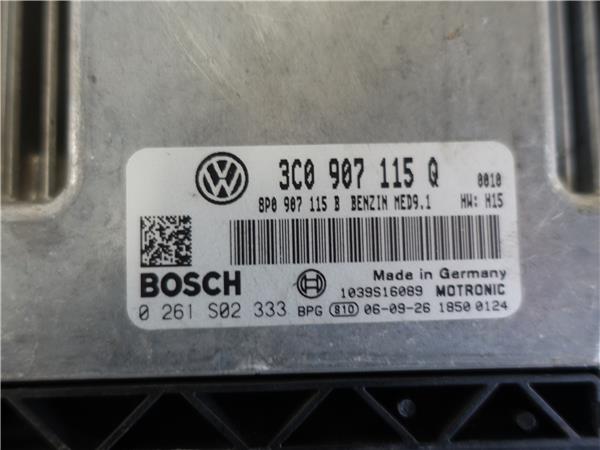 3C0 907 115 Q 0010
8P0 907 115 B BENZIN MED9.1 HW: H15
BOSCH Made in Germany
1039S16089 MOTRONIC
0 261 S02 333 BPG 810 06-09-26 1850 0124